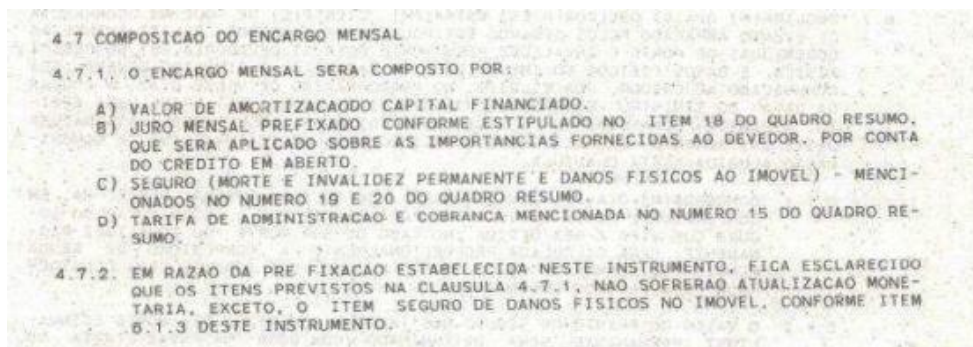 4.7 COMPOSICAO DO ENCARGO MENSAL
4.7.1. O ENCARGO MENSAL SERA COMPOSTO POR:
A) VALOR DE AMORTIZACAODO CAPITAL FINANCIADO.
B) JURO MENSAL PREFIXADO CONFORME ESTIPULADO NO ITEM 18 DO QUADRO RESUMO,
QUE SERA APLICADO SOBRE AS IMPORTANCIAS FORNECIDAS AO DEVEDOR, POR CONTA
DO CREDITO EM ABERTO.
C) SEGURO (MORTE E INVALIDEZ PERMANENTE E DANOS FISICOS AO IMOVEL) - MENCI-
ONADOS NO NUMERO 19 E 20 DO QUADRO RESUMO.
D) TARIFA DE ADMINISTRACAO E COBRANCA MENCIONADA NO NUMERO 15 DO QUADRO RE-
SUMO.
4.7.2. EM RAZAO DA PRE FIXACAO ESTABELECIDA NESTE INSTRUMENTO, FICA ESCLARECIDO
QUE OS ITENS PREVISTOS NA CLAUSULA 4.7.1, NAO SOFRERAO ATUALIZACAO MONE-
TARIA, EXCETO, O ITEM SEGURO DE DANOS FISICOS NO IMOVEL, CONFORME ITEM
6.1.3 DESTE INSTRUMENTO.